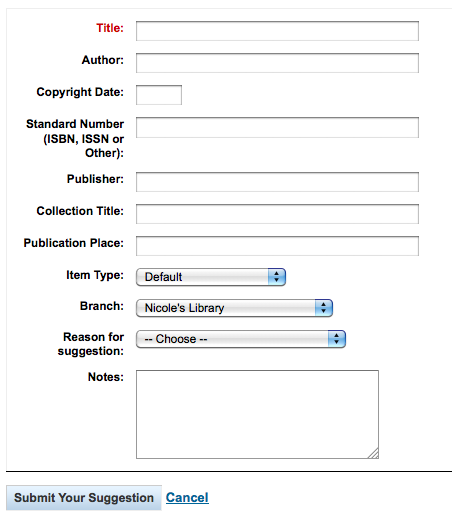 Title:
Author:
Copyright Date:
Standard Number
(ISBN, ISSN or
Other):
Publisher:
Collection Title:
Publication Place:
Item Type: Default
Branch: Nicole's Library
Reason for -- Choose --
suggestion:
Notes:
Submit Your Suggestion Cancel